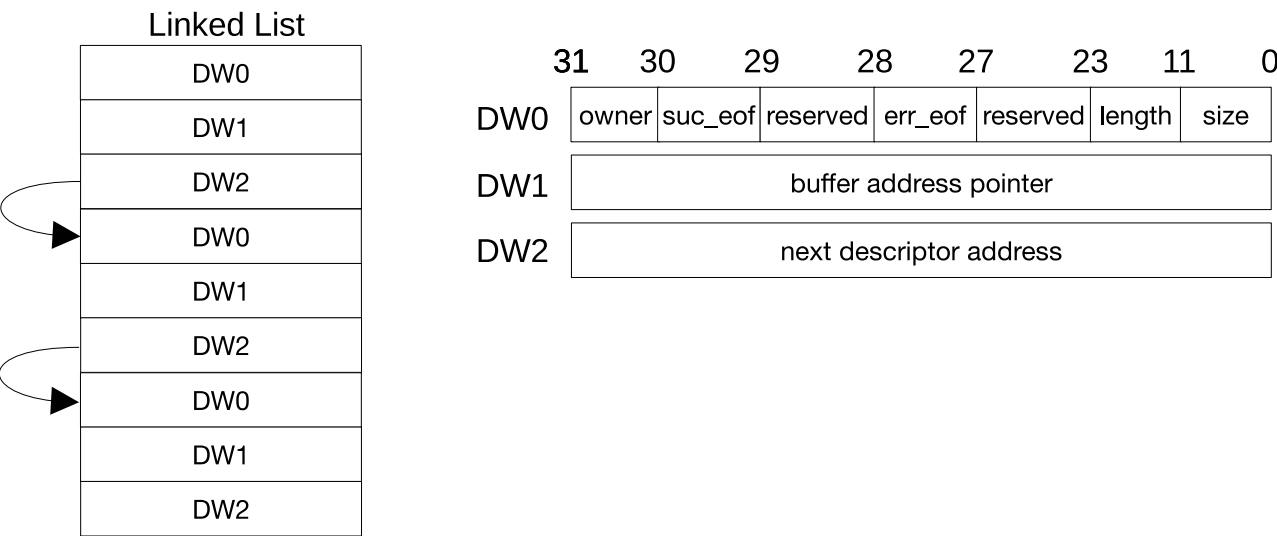 Linked List
DW0
DW1
DW2
DW0
DW1
DW2
DW0
DW1
DW2
31 30 29 28 27 23 11 0
DW0 owner suc_eof reserved err_eof reserved length size
DW1 buffer address pointer
DW2 next descriptor address